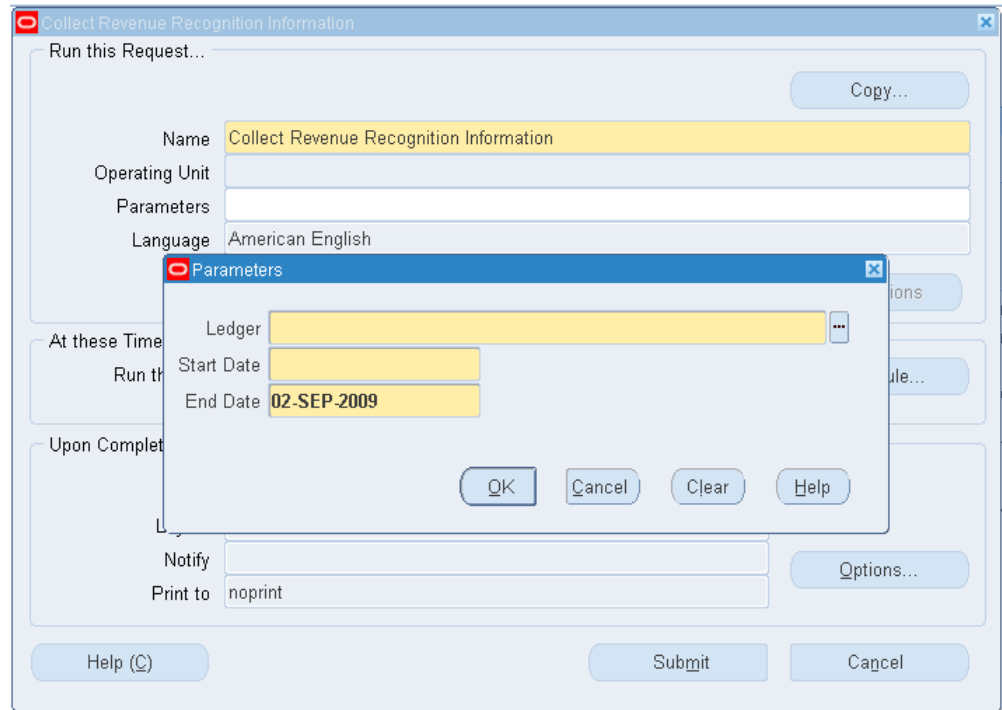 Collect Revenue Recognition Information
Run this Request...
Copy...
Name Collect Revenue Recognition Information
Operating Unit
Parameters
Language American English
Parameters
ions
Ledger ...
At these Time
Start Date
Run th
ule...
End Date 02-SEP-2009
Upon Complet
OK Cancel Clear Help
Notify
Options...
Print to noprint
Help (C) Submit Cancel